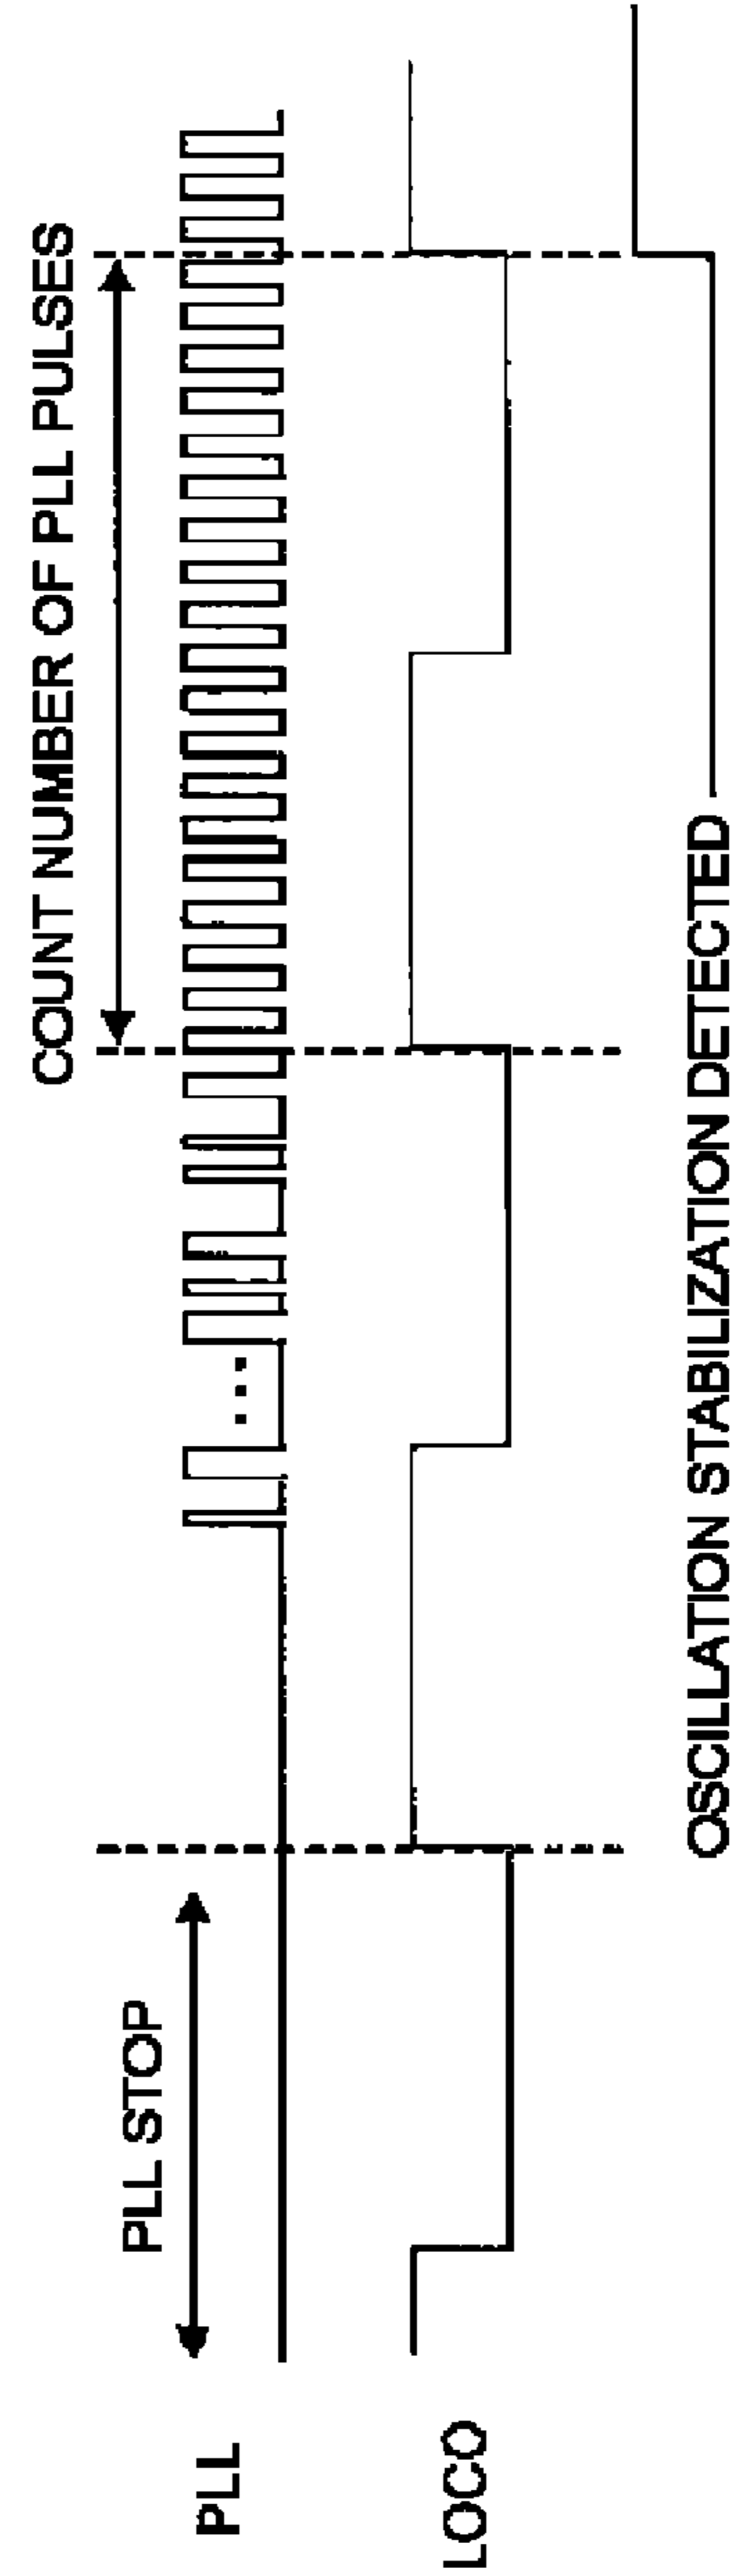 COUNT NUMBER OF PLL PULSES
PLL STOP
PLL
LOCO
OSCILLATION STABILIZATION DETECTED